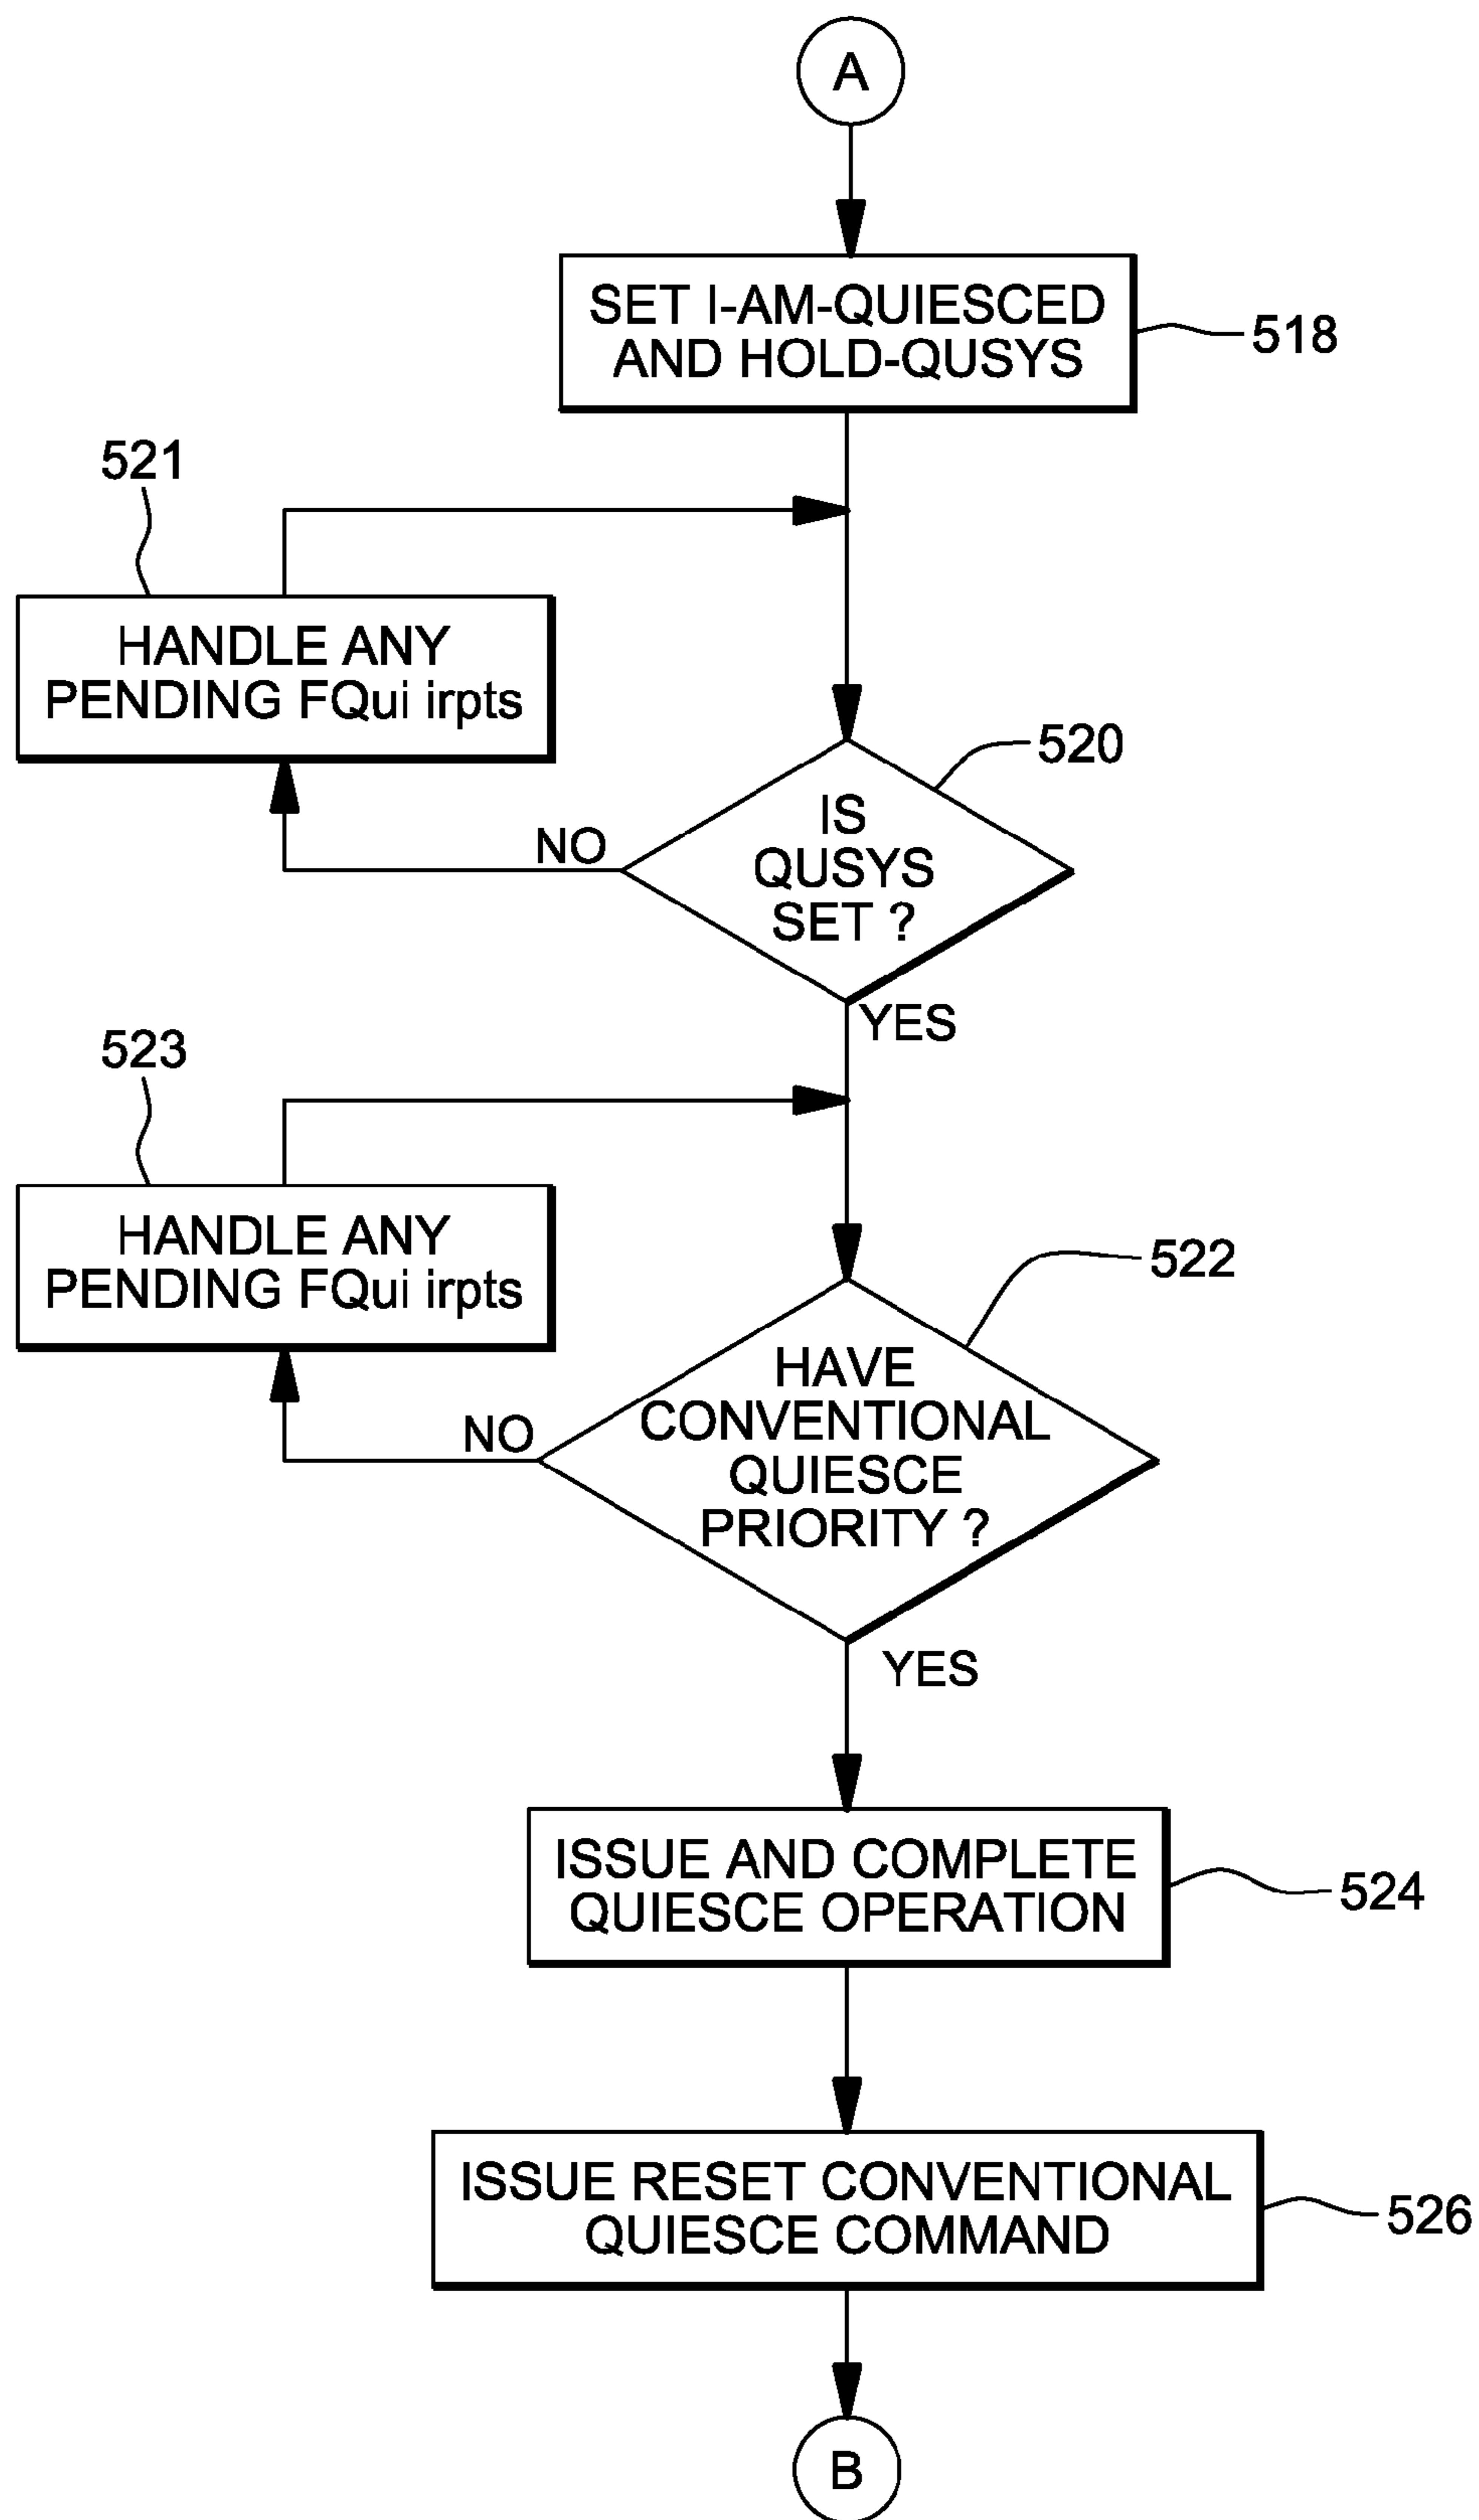 A
SET I-AM-QUIESCED
AND HOLD-QUSYS
518
521
HANDLE ANY
PENDING FQui irpts
520
IS
QUSYS
SET ?
NO
YES
523
HANDLE ANY
PENDING FQui irpts
522
HAVE
CONVENTIONAL
QUIESCE
PRIORITY ?
NO
YES
ISSUE AND COMPLETE
QUIESCE OPERATION
524
ISSUE RESET CONVENTIONAL
QUIESCE COMMAND
526
B